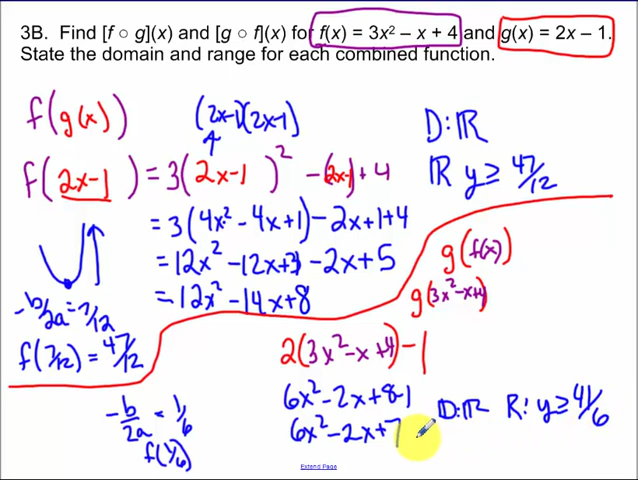 3B. Find [f ∘ g](x) and [g ∘ f](x) for f(x) = 3x² – x + 4 and g(x) = 2x – 1.
State the domain and range for each combined function.
f(g(x))
(2x-1)(2x-1)
D: ℝ
f(2x-1) = 3(2x-1)² - (2x-1) + 4
ℝ y ≥ 47/12
= 3(4x² - 4x + 1) - 2x + 1 + 4
= 12x² - 12x + 3 - 2x + 5
= 12x² - 14x + 8
-b/2a = 7/12
f(7/12) = 47/12
g(f(x))
g(3x² - x + 4)
2(3x² - x + 4) - 1
6x² - 2x + 8 - 1
6x² - 2x + 7
D: ℝ R: y ≥ 41/6
-b/2a = 1/6
f(1/6)
Extend Page